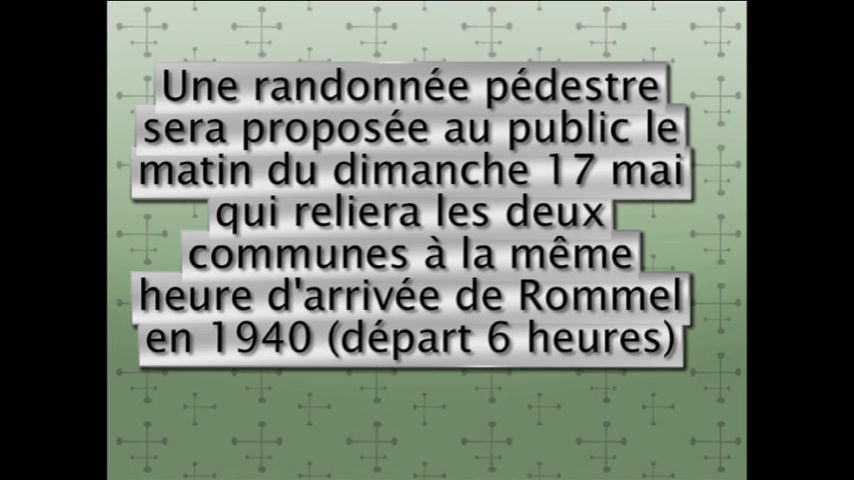 Une randonnée pédestre
sera proposée au public le
matin du dimanche 17 mai
qui reliera les deux
communes à la même
heure d'arrivée de Rommel
en 1940 (départ 6 heures)